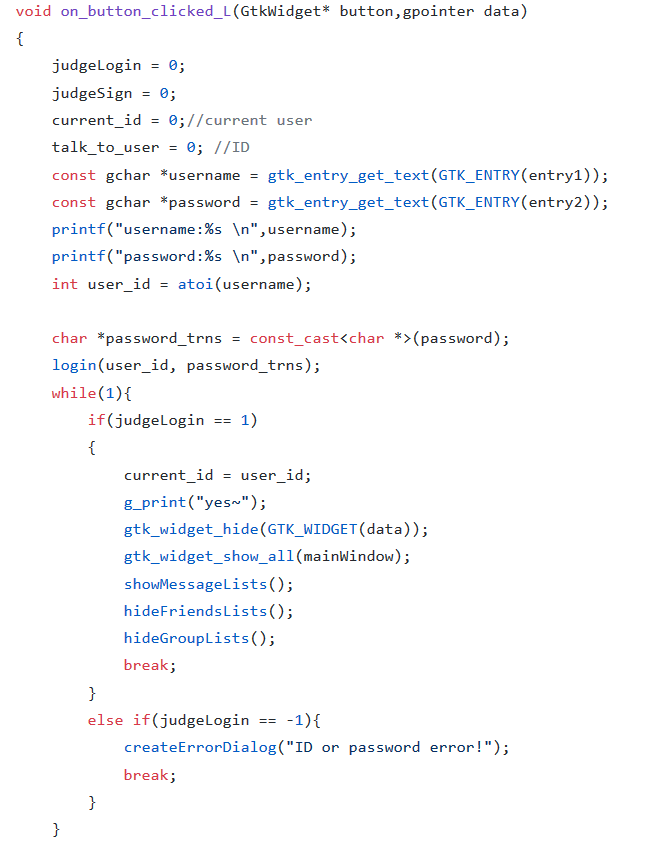 void on_button_clicked_L(GtkWidget* button,gpointer data)
{
    judgeLogin = 0;
    judgeSign = 0;
    current_id = 0;//current user
    talk_to_user = 0; //ID
    const gchar *username = gtk_entry_get_text(GTK_ENTRY(entry1));
    const gchar *password = gtk_entry_get_text(GTK_ENTRY(entry2));
    printf("username:%s \n",username);
    printf("password:%s \n",password);
    int user_id = atoi(username);

    char *password_trns = const_cast<char *>(password);
    login(user_id, password_trns);
    while(1){
        if(judgeLogin == 1)
        {
            current_id = user_id;
            g_print("yes~");
            gtk_widget_hide(GTK_WIDGET(data));
            gtk_widget_show_all(mainWindow);
            showMessageLists();
            hideFriendsLists();
            hideGroupLists();
            break;
        }
        else if(judgeLogin == -1){
            createErrorDialog("ID or password error!");
            break;
        }
    }